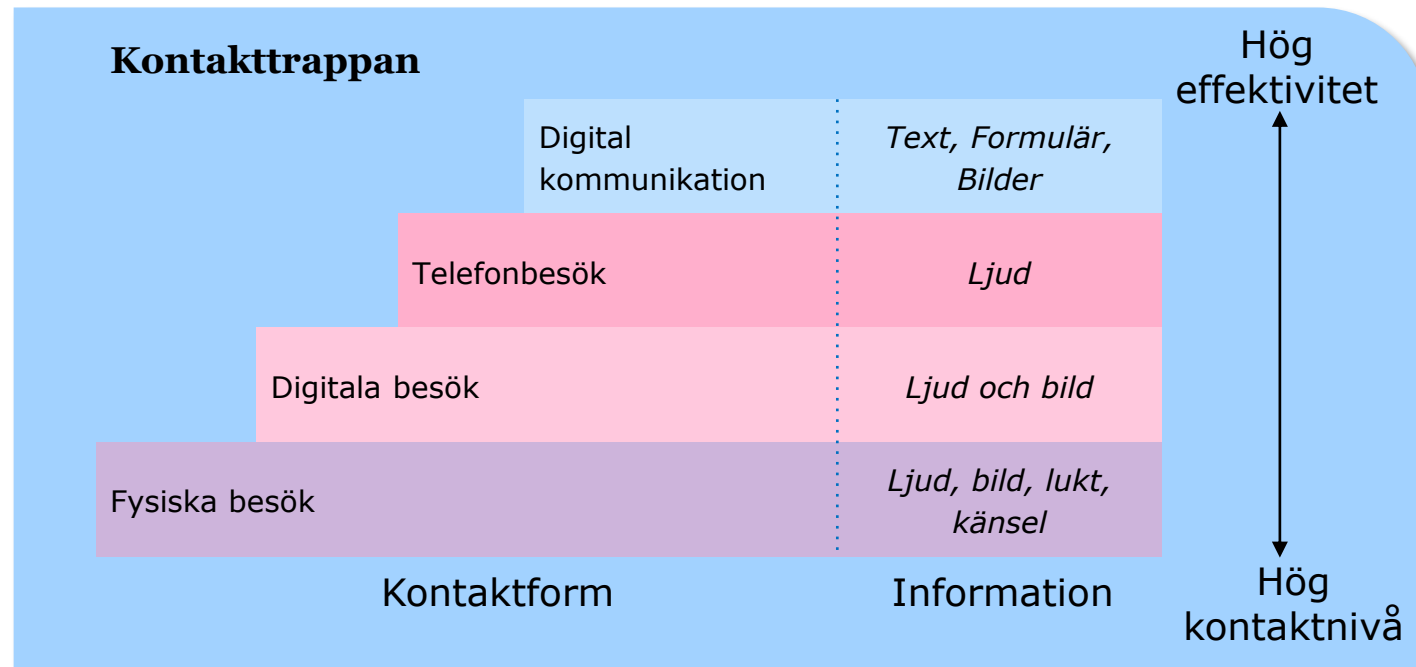 Kontakttrappan
Hög
effektivitet
Digital
kommunikation
Text, Formulär,
Bilder
Telefonbesök
Ljud
Digitala besök
Ljud och bild
Fysiska besök
Ljud, bild, lukt,
känsel
Kontaktform
Information
Hög
kontaktnivå